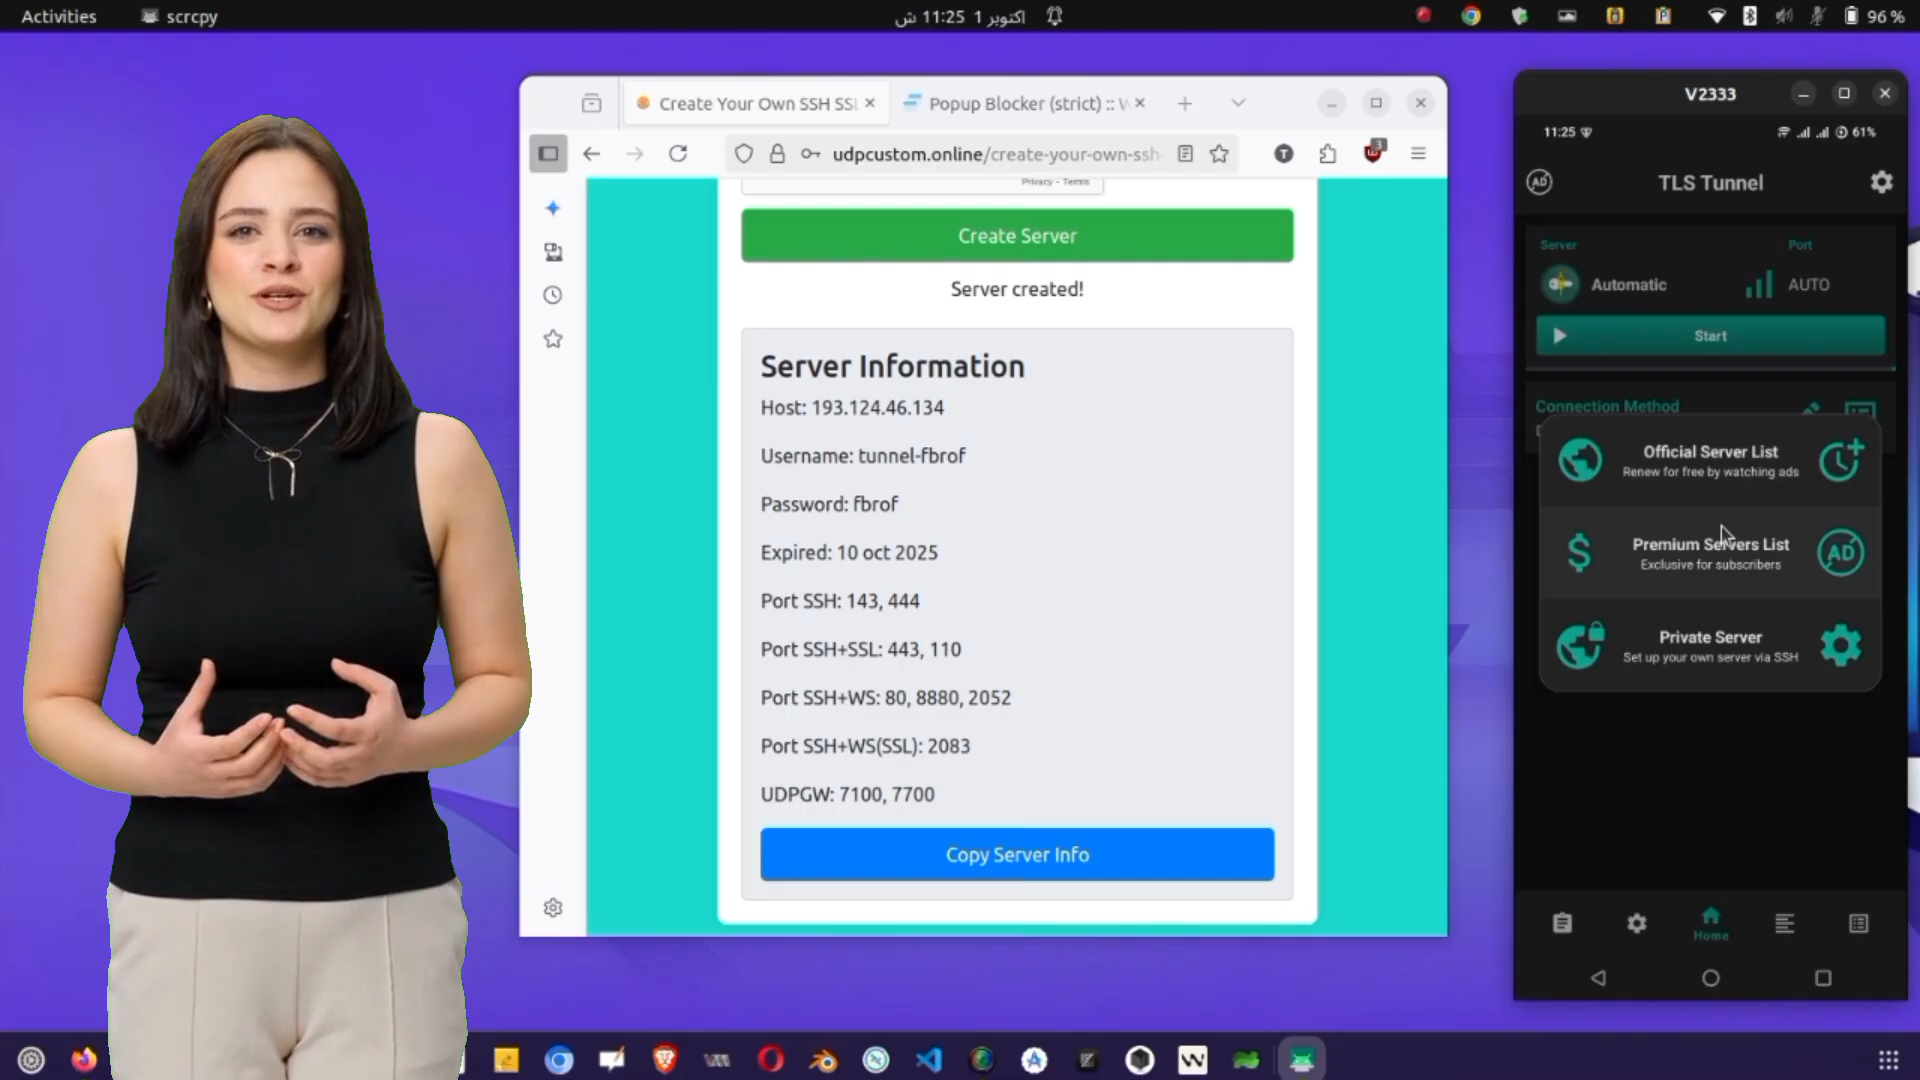 Activities
scrcpy
اکتوبر 1 11:25 ش
96 %
Create Your Own SSH SSL
Popup Blocker (strict) :: W
udpcustom.online/create-your-own-ssh-
3
Privacy - Terms
Create Server
Server created!
Server Information
Host: 193.124.46.134
Username: tunnel-fbrof
Password: fbrof
Expired: 10 oct 2025
Port SSH: 143, 444
Port SSH+SSL: 443, 110
Port SSH+WS: 80, 8880, 2052
Port SSH+WS(SSL): 2083
UDPGW: 7100, 7700
Copy Server Info
V2333
11:25
61%
AD
TLS Tunnel
Server
Port
Automatic
AUTO
Start
Connection Method
Official Server List
Renew for free by watching ads
Premium Servers List
Exclusive for subscribers
AD
Private Server
Set up your own server via SSH
Home